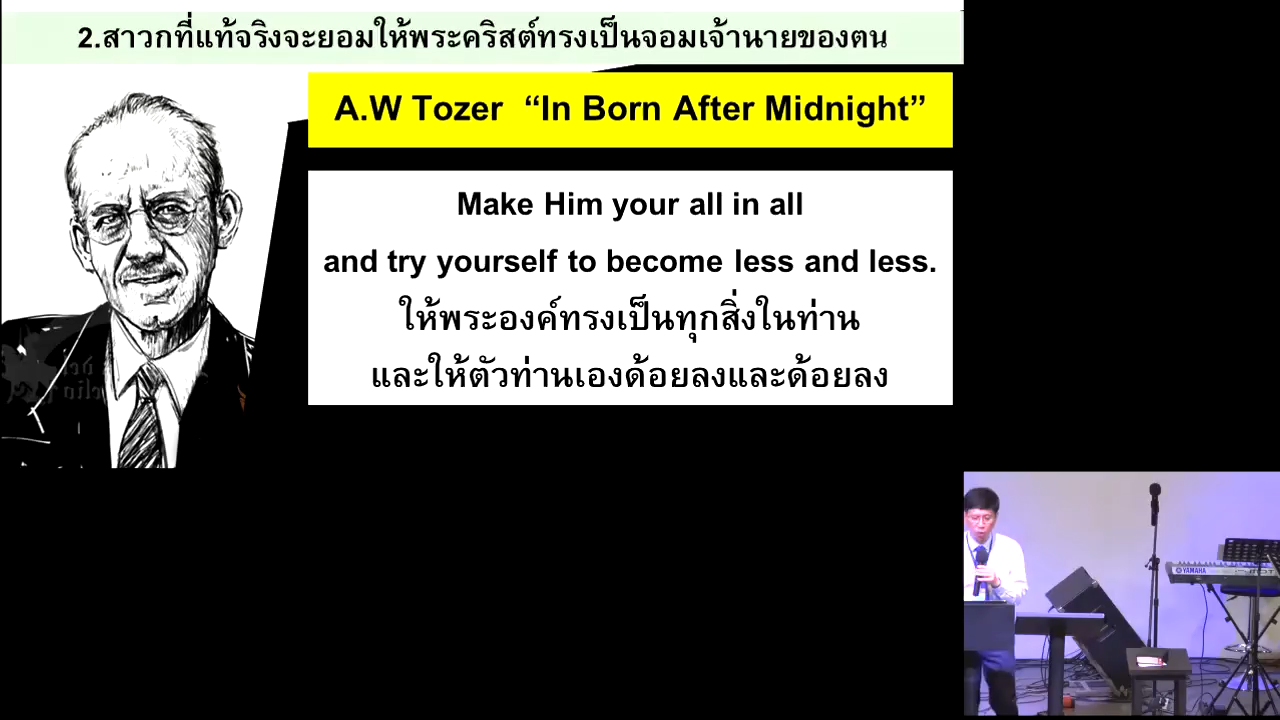 2.สาวกที่แท้จริงจะยอมให้พระคริสต์ทรงเป็นจอมเจ้านายของตน
A.W Tozer “In Born After Midnight”
Make Him your all in all
and try yourself to become less and less.
ให้พระองค์ทรงเป็นทุกสิ่งในท่าน
และให้ตัวท่านเองด้อยลงและด้อยลง
YAMAHA